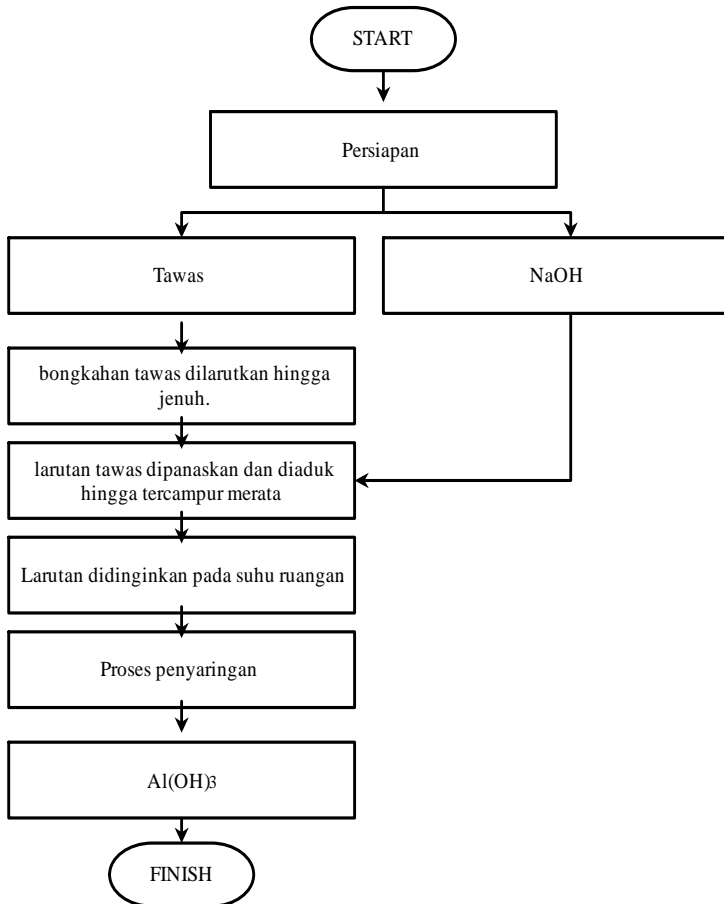 START
Persiapan
Tawas
NaOH
bongkahan tawas dilarutkan hingga
jenuh.
larutan tawas dipanaskan dan diaduk
hingga tercampur merata
Larutan didinginkan pada suhu ruangan
Proses penyaringan
Al(OH)3
FINISH